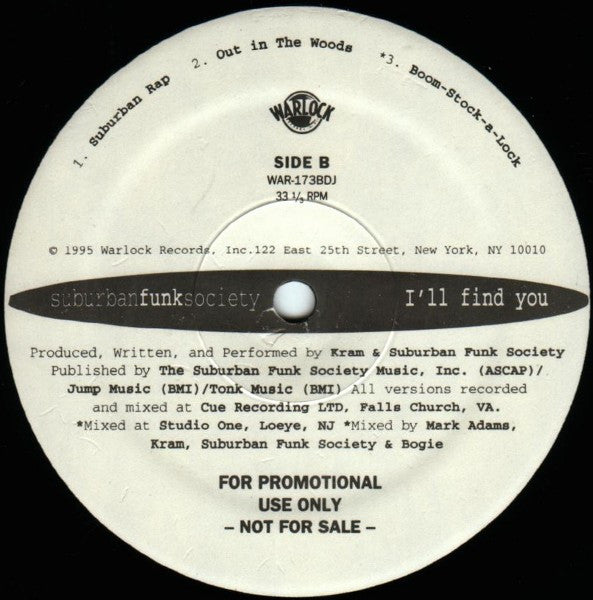 1. Suburban Rap 2. Out in The Woods *3. Boom-Stock-a-Lock
WARLOCK
SIDE B
WAR-173BDJ
33 ⅓ RPM
© 1995 Warlock Records, Inc.122 East 25th Street, New York, NY 10010
suburbanfunksociety I'll find you
Produced, Written, and Performed by Kram & Suburban Funk Society
Published by The Suburban Funk Society Music, Inc. (ASCAP)/
Jump Music (BMI)/Tonk Music (BMI) All versions recorded
and mixed at Cue Recording LTD, Falls Church, VA.
*Mixed at Studio One, Loeye, NJ *Mixed by Mark Adams,
Kram, Suburban Funk Society & Bogie
FOR PROMOTIONAL
USE ONLY
– NOT FOR SALE –